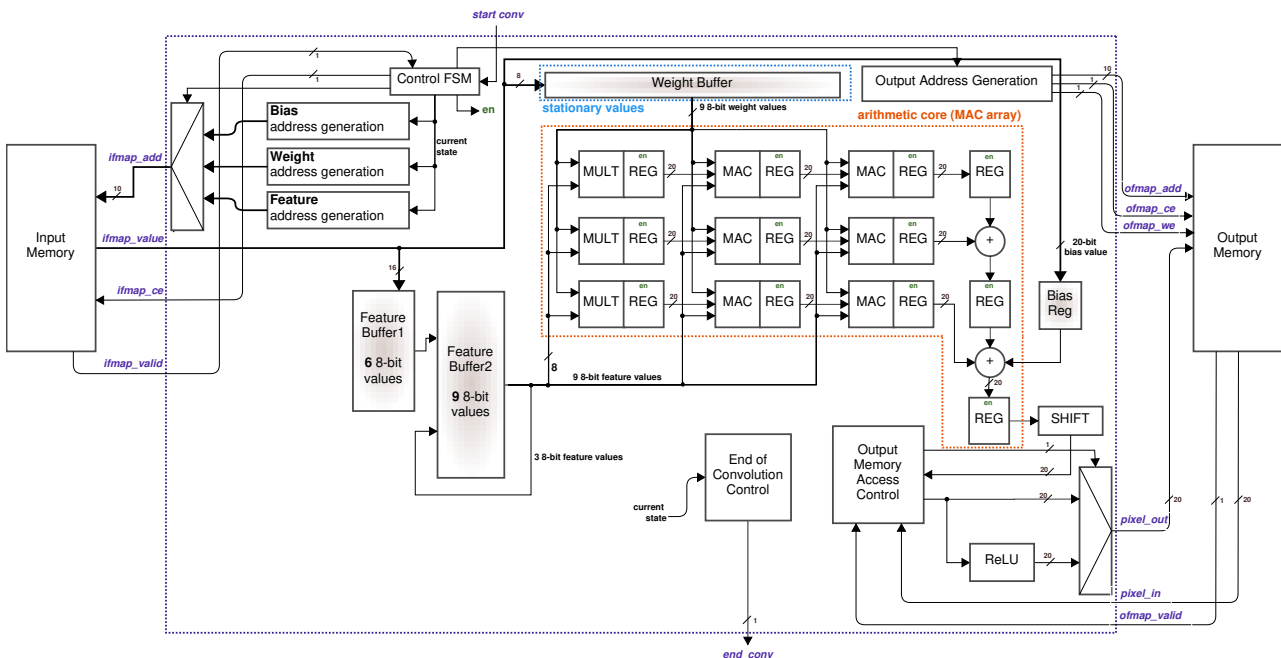 start conv
1
1
Control FSM
en
current
state
8
Weight Buffer
stationary values
9 8-bit weight values
Output Address Generation
10
1
1
arithmetic core (MAC array)
Bias
address generation
Weight
address generation
Feature
address generation
ifmap_add
10
Input
Memory
ifmap_value
ifmap_ce
ifmap_valid
16
Feature
Buffer1
6 8-bit
values
Feature
Buffer2
9 8-bit
values
8
9 8-bit feature values
3 8-bit feature values
MULT
en
REG
20
MAC
en
REG
20
MAC
en
REG
20
en
REG
MULT
en
REG
20
MAC
en
REG
20
MAC
en
REG
20
+
MULT
REG
20
MAC
en
REG
20
MAC
en
REG
20
en
REG
+
20
en
REG
20-bit
bias value
Bias
Reg
SHIFT
ofmap_add
ofmap_ce
ofmap_we
Output
Memory
End of
Convolution
Control
current
state
1
end_conv
Output
Memory
Access
Control
1
20
20
ReLU
20
pixel_out
20
1
20
pixel_in
ofmap_valid